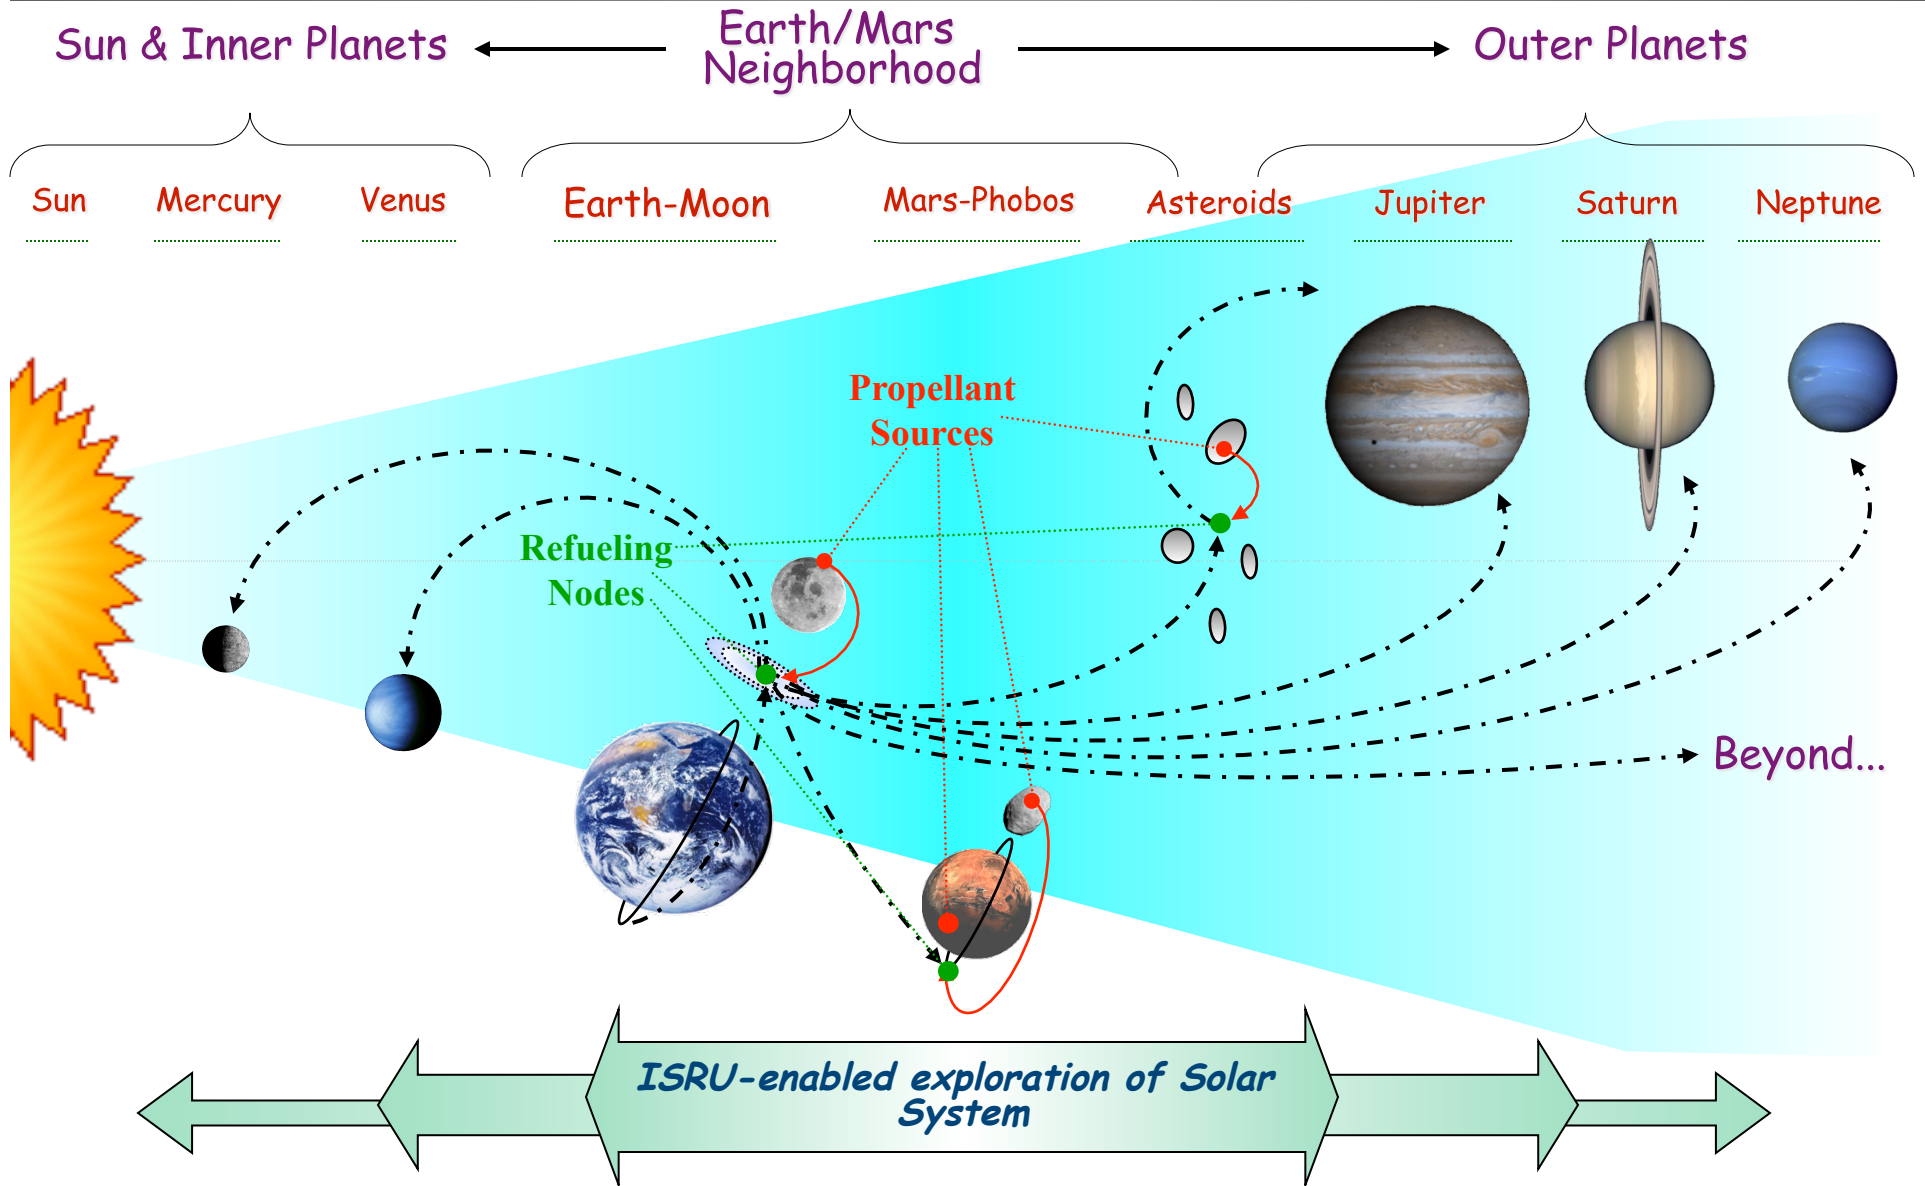 Sun & Inner Planets
Earth/Mars
Neighborhood
Outer Planets
Sun
Mercury
Venus
Earth-Moon
Mars-Phobos
Asteroids
Jupiter
Saturn
Neptune
Propellant
Sources
Refueling
Nodes
Beyond...
ISRU-enabled exploration of Solar
System